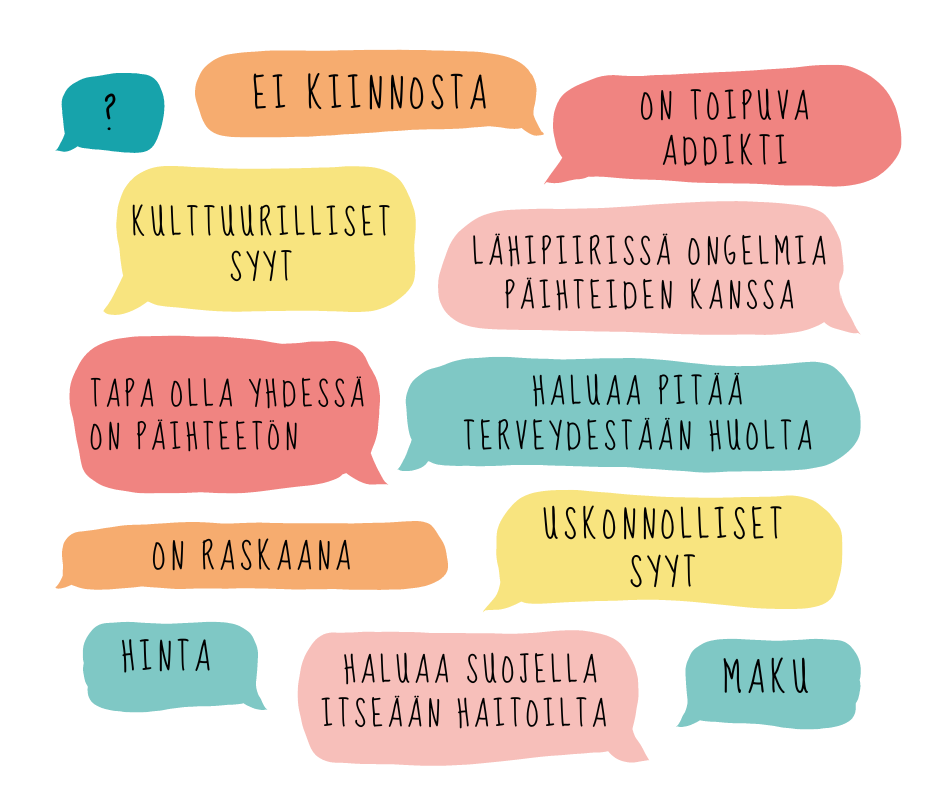 ?
EI KIINNOSTA
ON TOIPUVA
ADDIKTI
KULTTUURILLISET
SYYT
LÄHIPIIRISSÄ ONGELMIA
PÄIHTEIDEN KANSSA
TAPA OLLA YHDESSÄ
ON PÄIHTEETÖN
HALUAA PITÄÄ
TERVEYDESTÄÄN HUOLTA
ON RASKAANA
USKONNOLLISET
SYYT
HINTA
HALUAA SUOJELLA
ITSEÄÄN HAITOILTA
MAKU